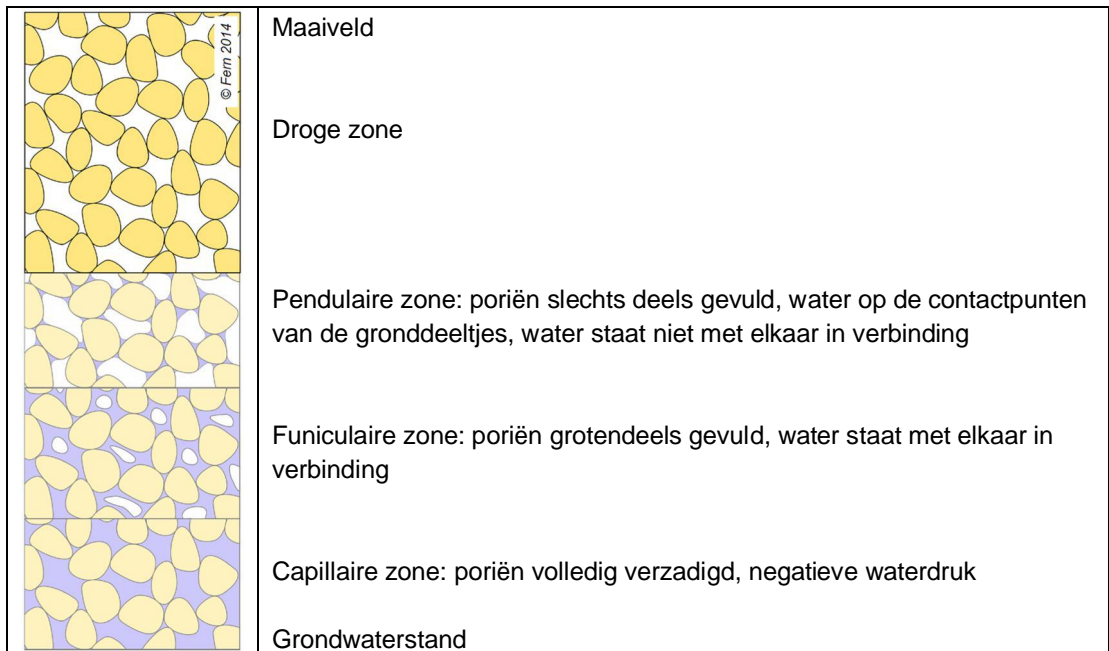 © Fern 2014
Maaiveld
Droge zone
Pendulaire zone: poriën slechts deels gevuld, water op de contactpunten
van de gronddeeltjes, water staat niet met elkaar in verbinding
Funiculaire zone: poriën grotendeels gevuld, water staat met elkaar in
verbinding
Capillaire zone: poriën volledig verzadigd, negatieve waterdruk
Grondwaterstand